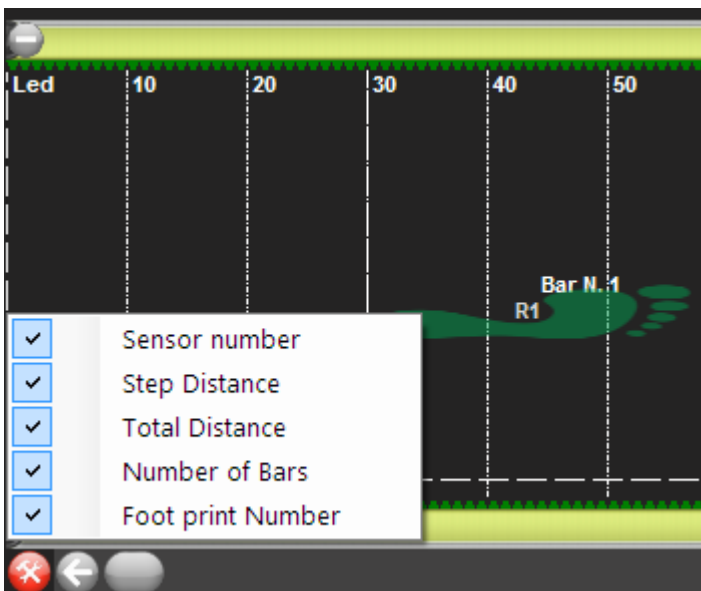 Led 10 20 30 40 50
Bar N. 1
R1
Sensor number
Step Distance
Total Distance
Number of Bars
Foot print Number